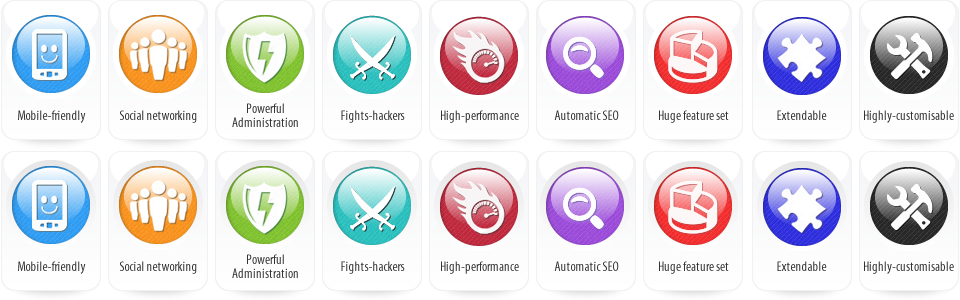 Mobile-friendly
Social networking
Powerful
Administration
Fights-hackers
High-performance
Automatic SEO
Huge feature set
Extendable
Highly-customisable
Mobile-friendly
Social networking
Powerful
Administration
Fights-hackers
High-performance
Automatic SEO
Huge feature set
Extendable
Highly-customisable